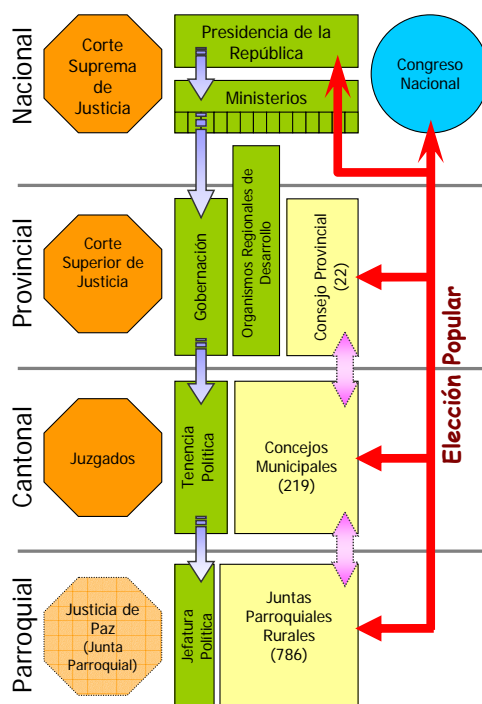 Nacional
Corte
Suprema
de
Justicia
Presidencia de la
República
Ministerios
Congreso
Nacional
Provincial
Corte
Superior de
Justicia
Gobernación
Organismos Regionales de
Desarrollo
Consejo Provincial
(22)
Elección Popular
Cantonal
Juzgados
Tenencia
Política
Concejos
Municipales
(219)
Parroquial
Justicia de
Paz
(Junta
Parroquial)
Jefatura
Política
Juntas
Parroquiales
Rurales
(786)